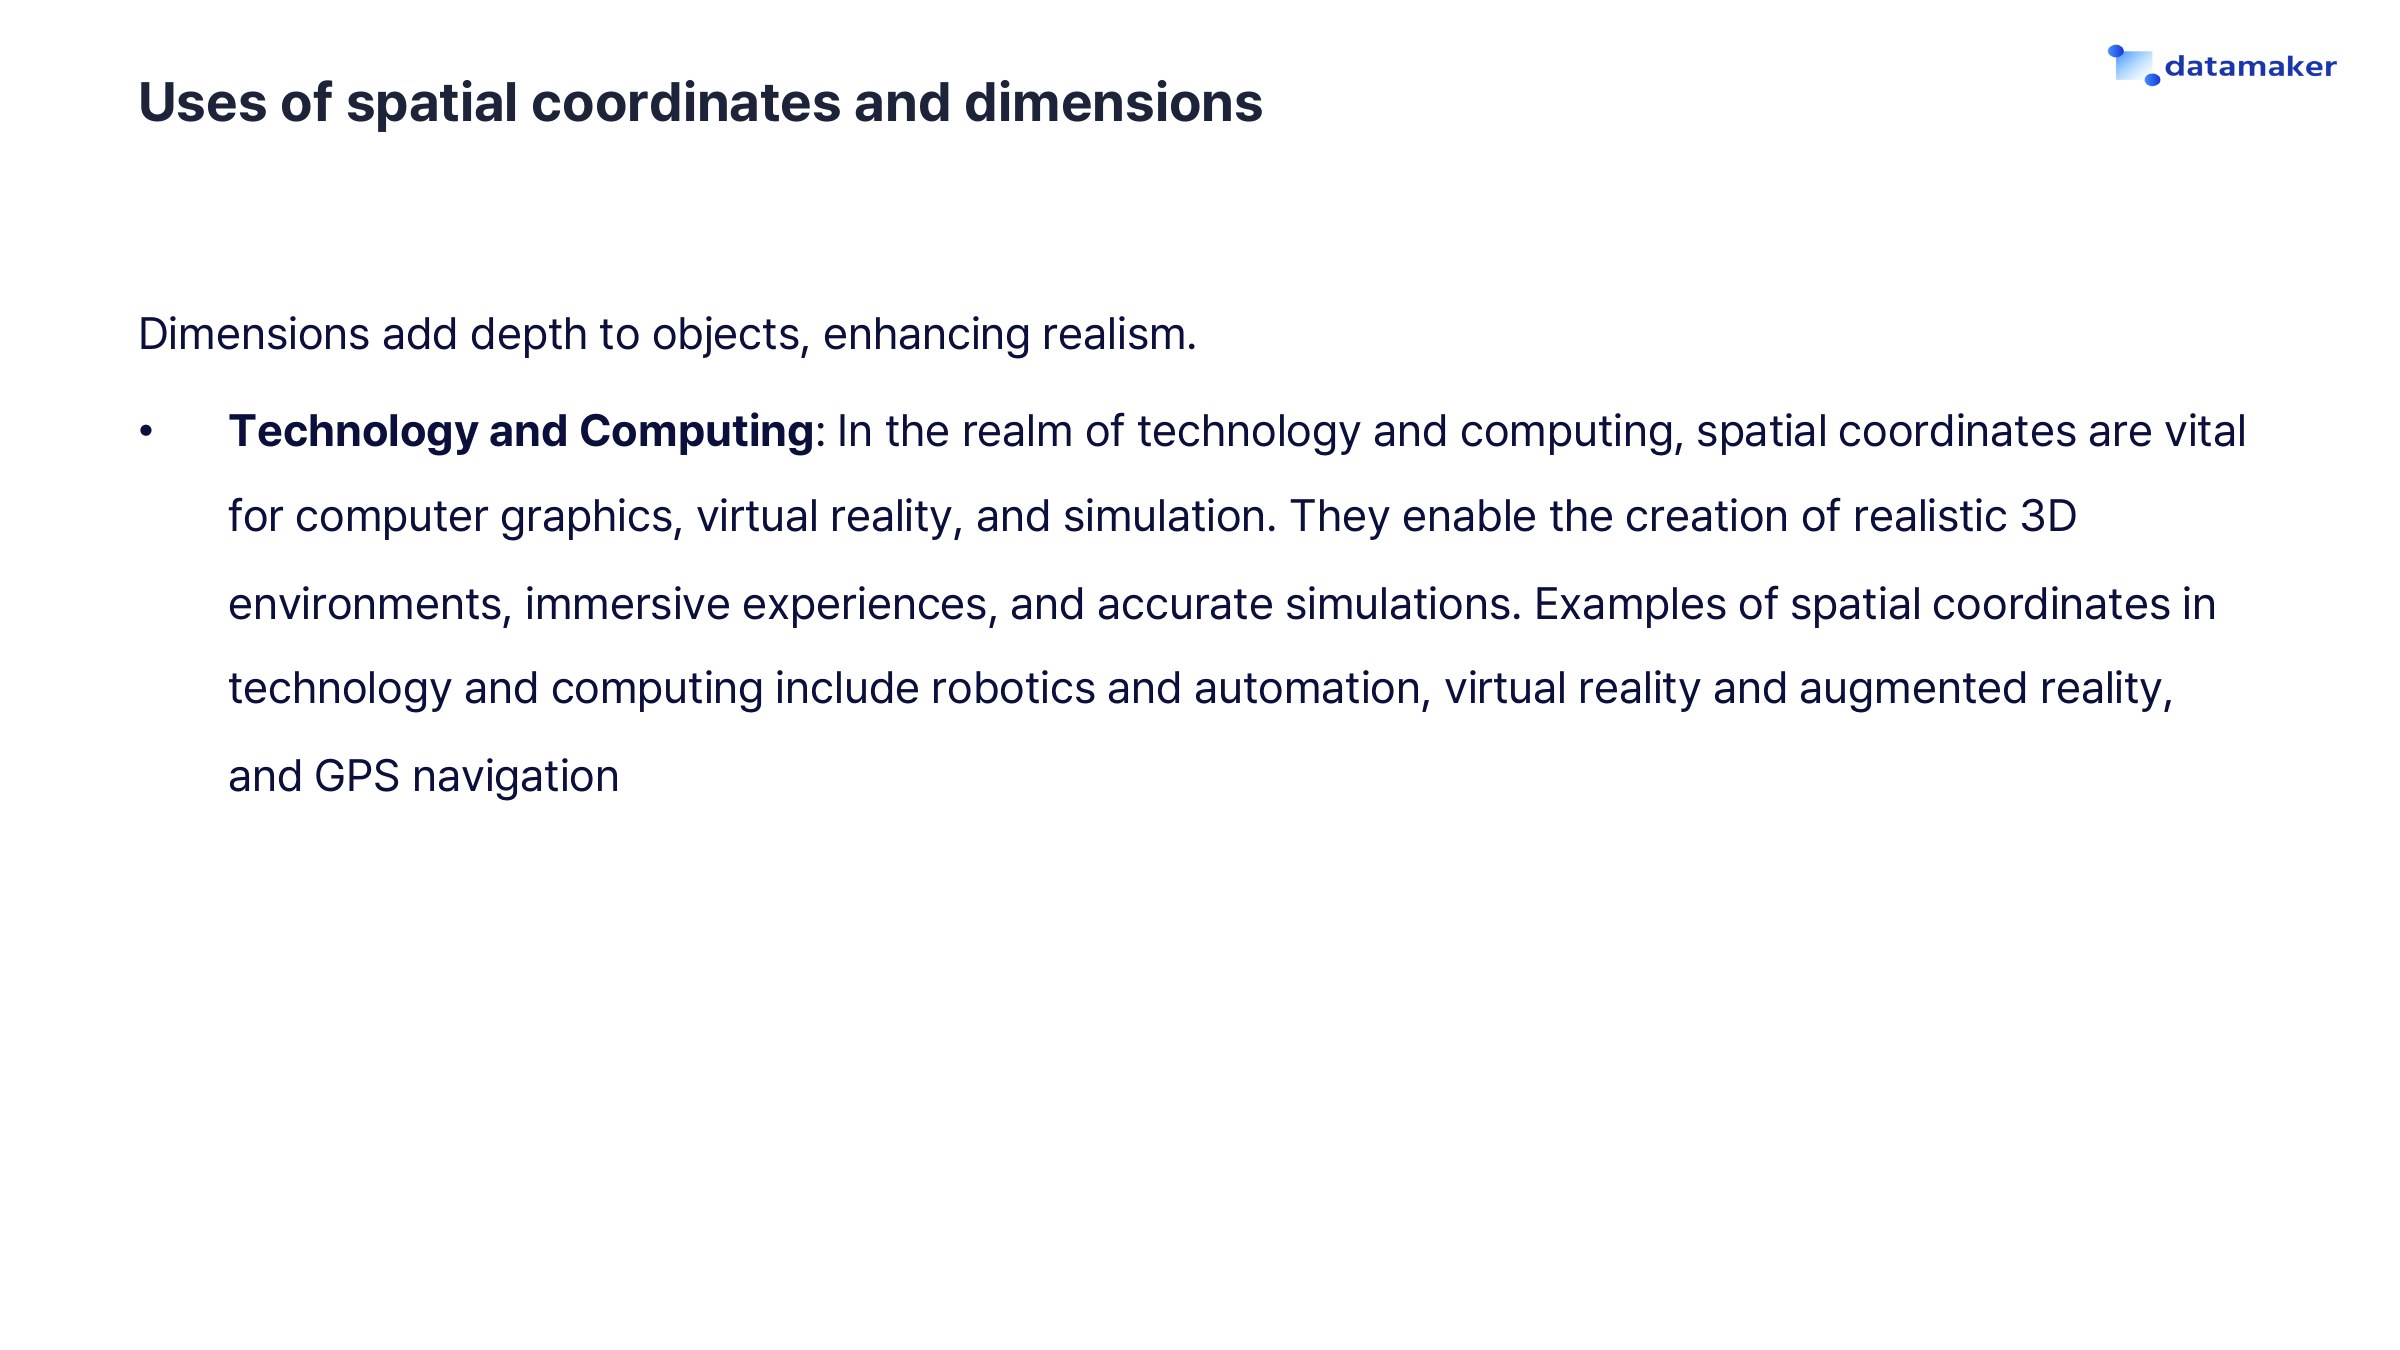 datamaker
Uses of spatial coordinates and dimensions
Dimensions add depth to objects, enhancing realism.
• Technology and Computing: In the realm of technology and computing, spatial coordinates are vital
for computer graphics, virtual reality, and simulation. They enable the creation of realistic 3D
environments, immersive experiences, and accurate simulations. Examples of spatial coordinates in
technology and computing include robotics and automation, virtual reality and augmented reality,
and GPS navigation